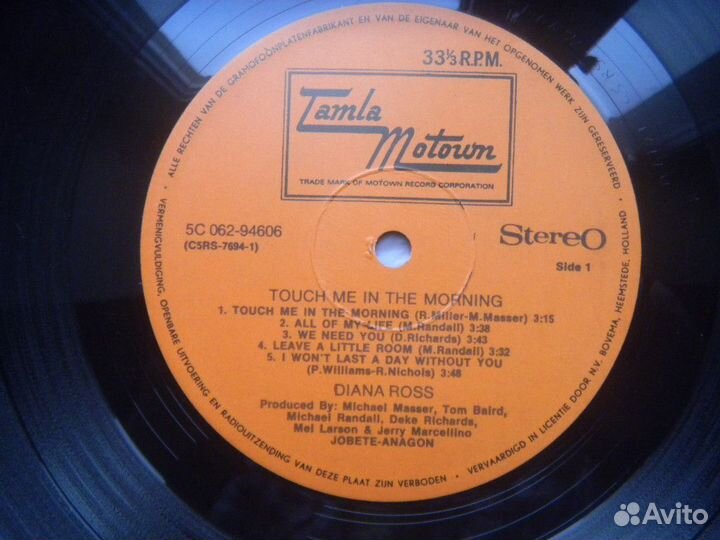 ALLE RECHTEN VAN DE GRAMOFOONPLATENFABRIKANT EN VAN DE EIGENAAR VAN HET OPGENOMEN WERK ZIJN GERESERVEERD
33⅓ R.P.M.
Tamla
Motown
TRADE MARK OF MOTOWN RECORD CORPORATION
5C 062-94606
(C5RS-7694-1)
Stereo
Side 1
TOUCH ME IN THE MORNING
1. TOUCH ME IN THE MORNING (R.Miller-M.Masser) 3:15
2. ALL OF MY LIFE (M.Randall) 3:38
3. WE NEED YOU (D.Richards) 3:43
4. LEAVE A LITTLE ROOM (M.Randall) 3:32
5. I WON'T LAST A DAY WITHOUT YOU
(P.Williams-R.Nichols) 3:48
DIANA ROSS
Produced By: Michael Masser, Tom Baird,
Michael Randall, Deke Richards,
Mel Larson & Jerry Marcellino
JOBETE-ANAGON
VERMENIGVULDIGING, OPENBARE UITVOERING EN RADIOUITZENDING VAN DEZE PLAAT ZIJN VERBODEN - VERVAARDIGD IN LICENTIE DOOR N.V. BOVEMA, HEEMSTEDE, HOLLAND
Avito